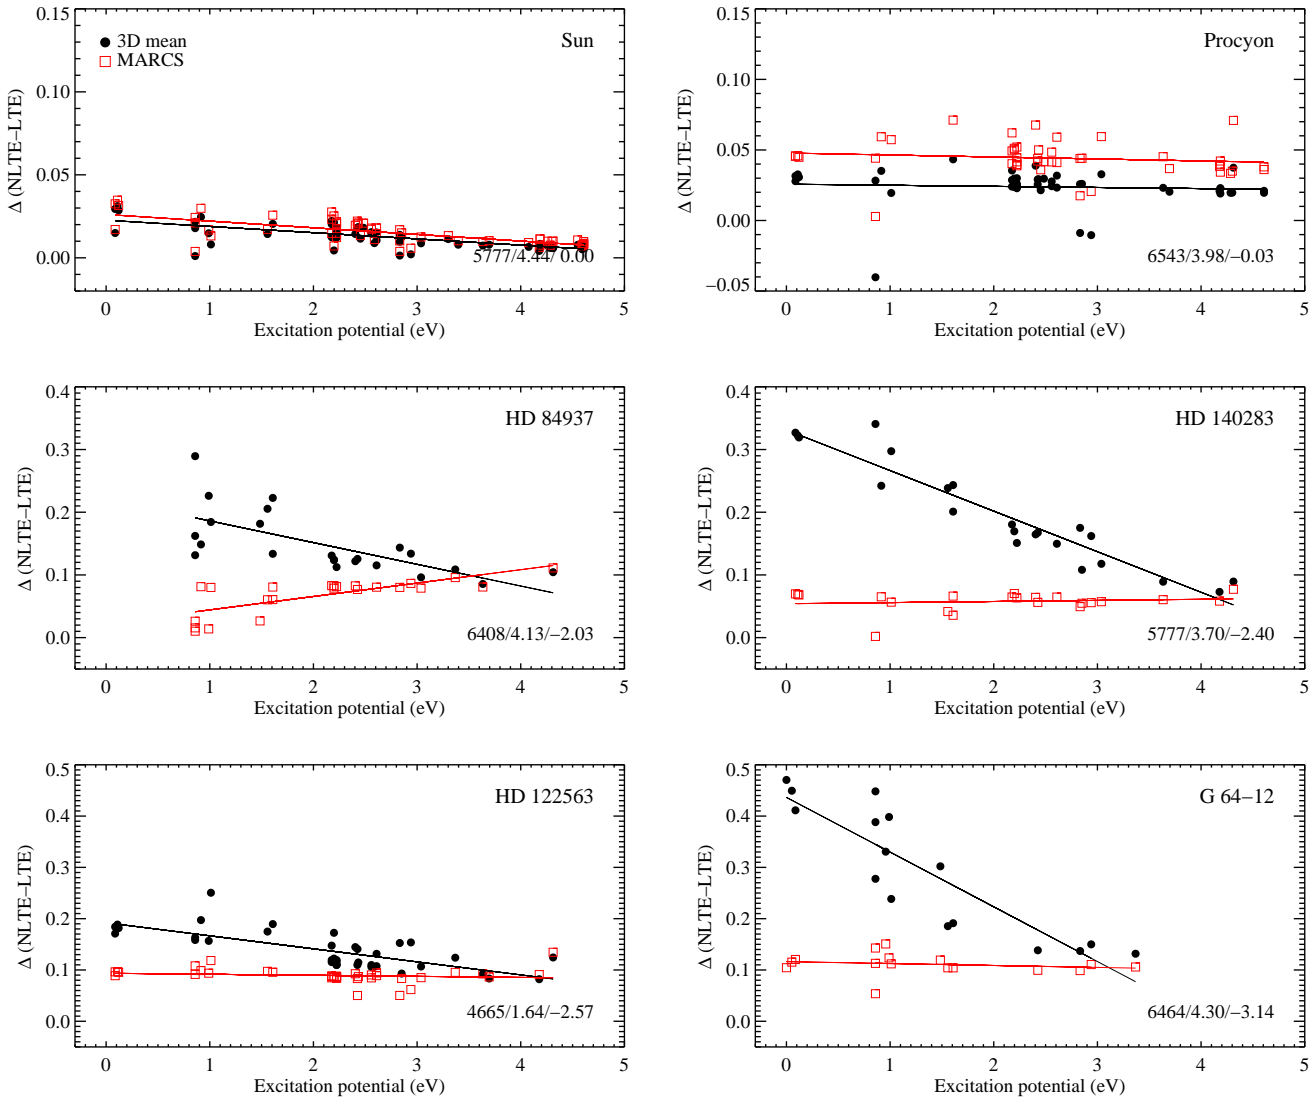 3D mean
MARCS
Sun
0.15
0.10
0.05
0.00
Δ (NLTE−LTE)
5777/4.44/ 0.00
0 1 2 3 4 5
Excitation potential (eV)
Procyon
0.15
0.10
0.05
0.00
−0.05
Δ (NLTE−LTE)
6543/3.98/−0.03
0 1 2 3 4 5
Excitation potential (eV)
HD 84937
0.4
0.3
0.2
0.1
0.0
Δ (NLTE−LTE)
6408/4.13/−2.03
0 1 2 3 4 5
Excitation potential (eV)
HD 140283
0.4
0.3
0.2
0.1
0.0
Δ (NLTE−LTE)
5777/3.70/−2.40
0 1 2 3 4 5
Excitation potential (eV)
HD 122563
0.5
0.4
0.3
0.2
0.1
0.0
Δ (NLTE−LTE)
4665/1.64/−2.57
0 1 2 3 4 5
Excitation potential (eV)
G 64−12
0.5
0.4
0.3
0.2
0.1
0.0
Δ (NLTE−LTE)
6464/4.30/−3.14
0 1 2 3 4 5
Excitation potential (eV)